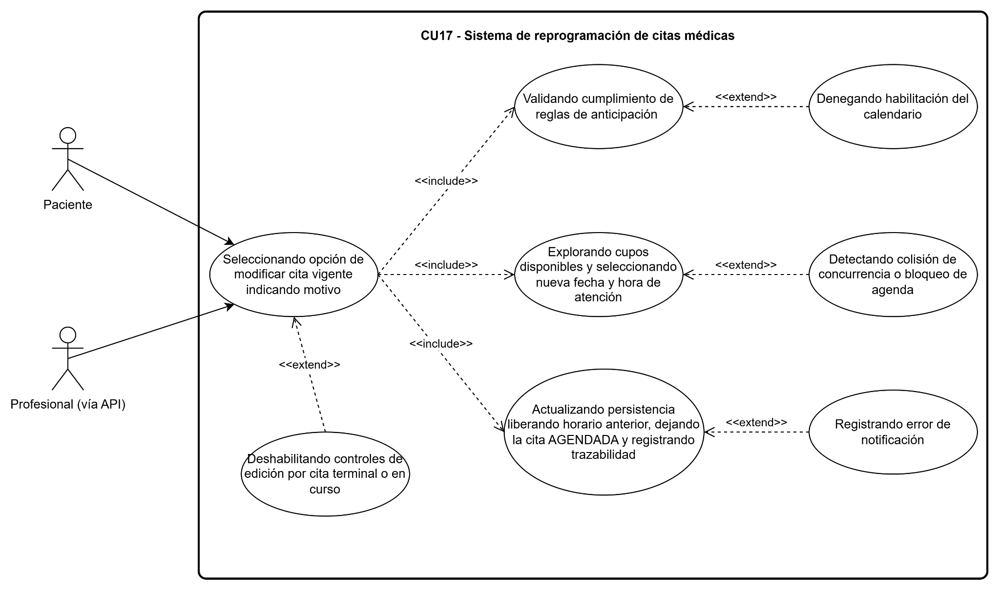 CU17 - Sistema de reprogramación de citas médicas
Validando cumplimiento de
reglas de anticipación
<<extend>>
Denegando habilitación del
calendario
<<include>>
Paciente
Seleccionando opción de
modificar cita vigente
indicando motivo
<<include>>
Explorando cupos
disponibles y seleccionando
nueva fecha y hora de
atención
<<extend>>
Detectando colisión de
concurrencia o bloqueo de
agenda
<<include>>
<<extend>>
Profesional (vía API)
Actualizando persistencia
liberando horario anterior, dejando
la cita AGENDADA y registrando
trazabilidad
<<extend>>
Registrando error de
notificación
Deshabilitando controles de
edición por cita terminal o en
curso